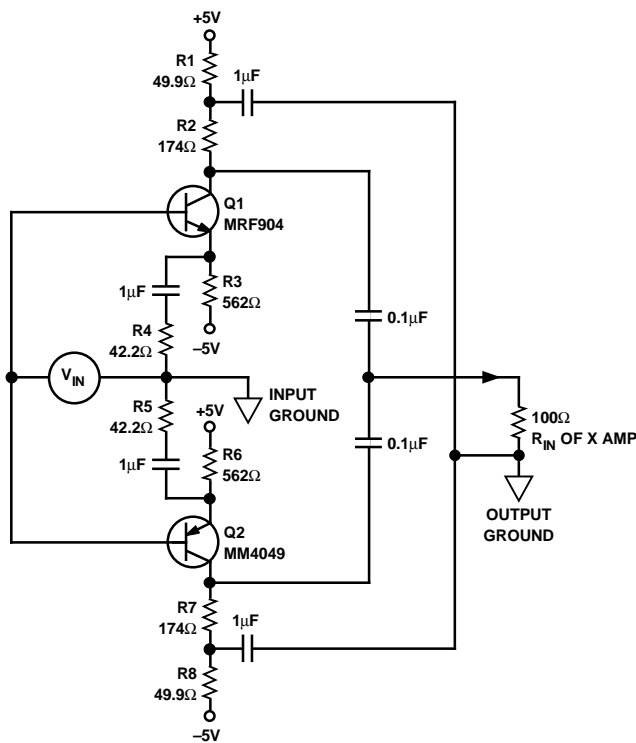 +5V
R1
49.9Ω
1µF
R2
174Ω
Q1
MRF904
1µF
R3
562Ω
0.1µF
R4
42.2Ω
–5V
VIN
INPUT
GROUND
R5
42.2Ω
+5V
100Ω
RIN OF X AMP
1µF
R6
562Ω
0.1µF
OUTPUT
GROUND
Q2
MM4049
R7
174Ω
1µF
R8
49.9Ω
–5V